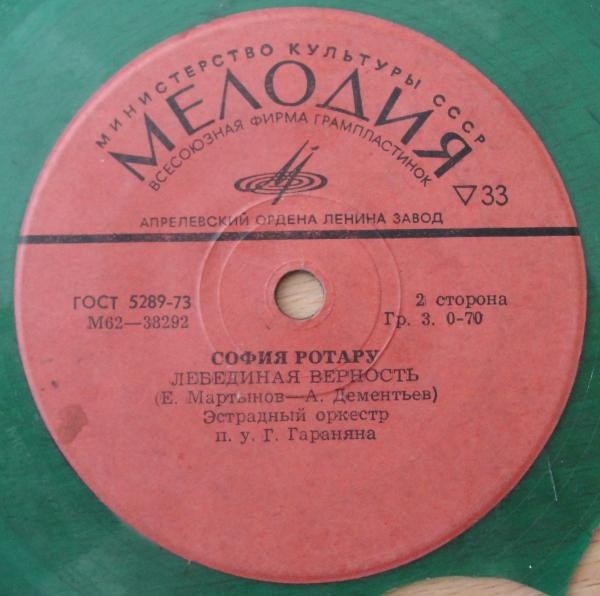 МИНИСТЕРСТВО КУЛЬТУРЫ СССР
МЕЛОДИЯ
ВСЕСОЮЗНАЯ ФИРМА ГРАМПЛАСТИНОК
▽33
АПРЕЛЕВСКИЙ ОРДЕНА ЛЕНИНА ЗАВОД
ГОСТ 5289-73
М62—38292
2 сторона
Гр. 3. 0-70
СОФИЯ РОТАРУ
ЛЕБЕДИНАЯ ВЕРНОСТЬ
(Е. Мартынов—А. Дементьев)
Эстрадный оркестр
п. у. Г. Гараняна